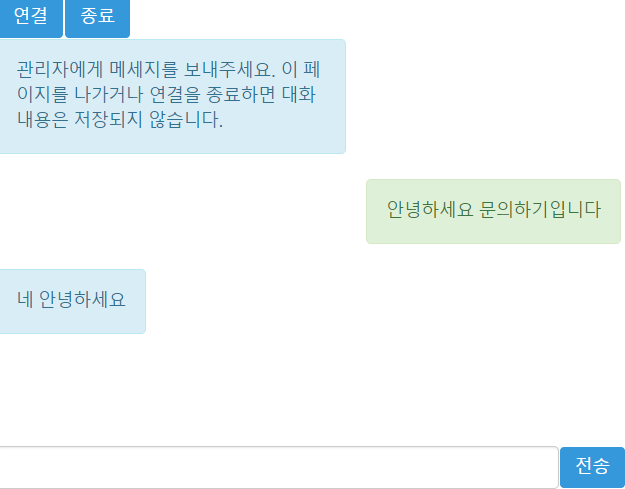 연결 종료
관리자에게 메세지를 보내주세요. 이 페
이지를 나가거나 연결을 종료하면 대화
내용은 저장되지 않습니다.
안녕하세요 문의하기입니다
네 안녕하세요
전송